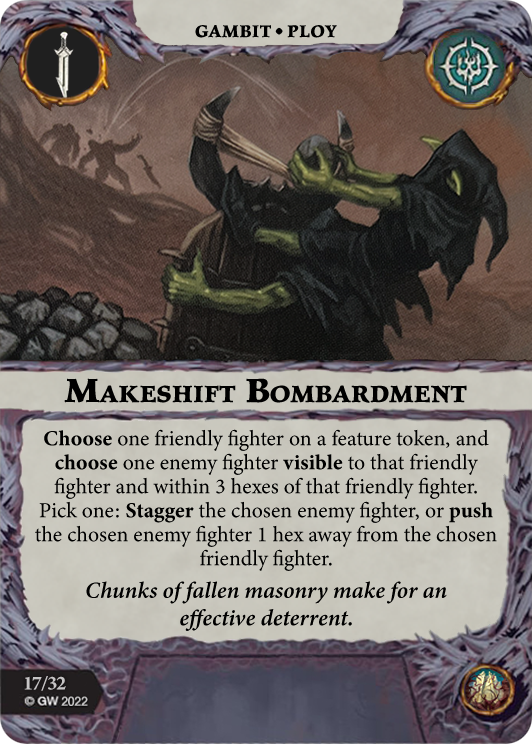 GAMBIT • PLOY
MAKESHIFT BOMBARDMENT
Choose one friendly fighter on a feature token, and
choose one enemy fighter visible to that friendly
fighter and within 3 hexes of that friendly fighter.
Pick one: Stagger the chosen enemy fighter, or push
the chosen enemy fighter 1 hex away from the chosen
friendly fighter.
Chunks of fallen masonry make for an
effective deterrent.
17/32
© GW 2022